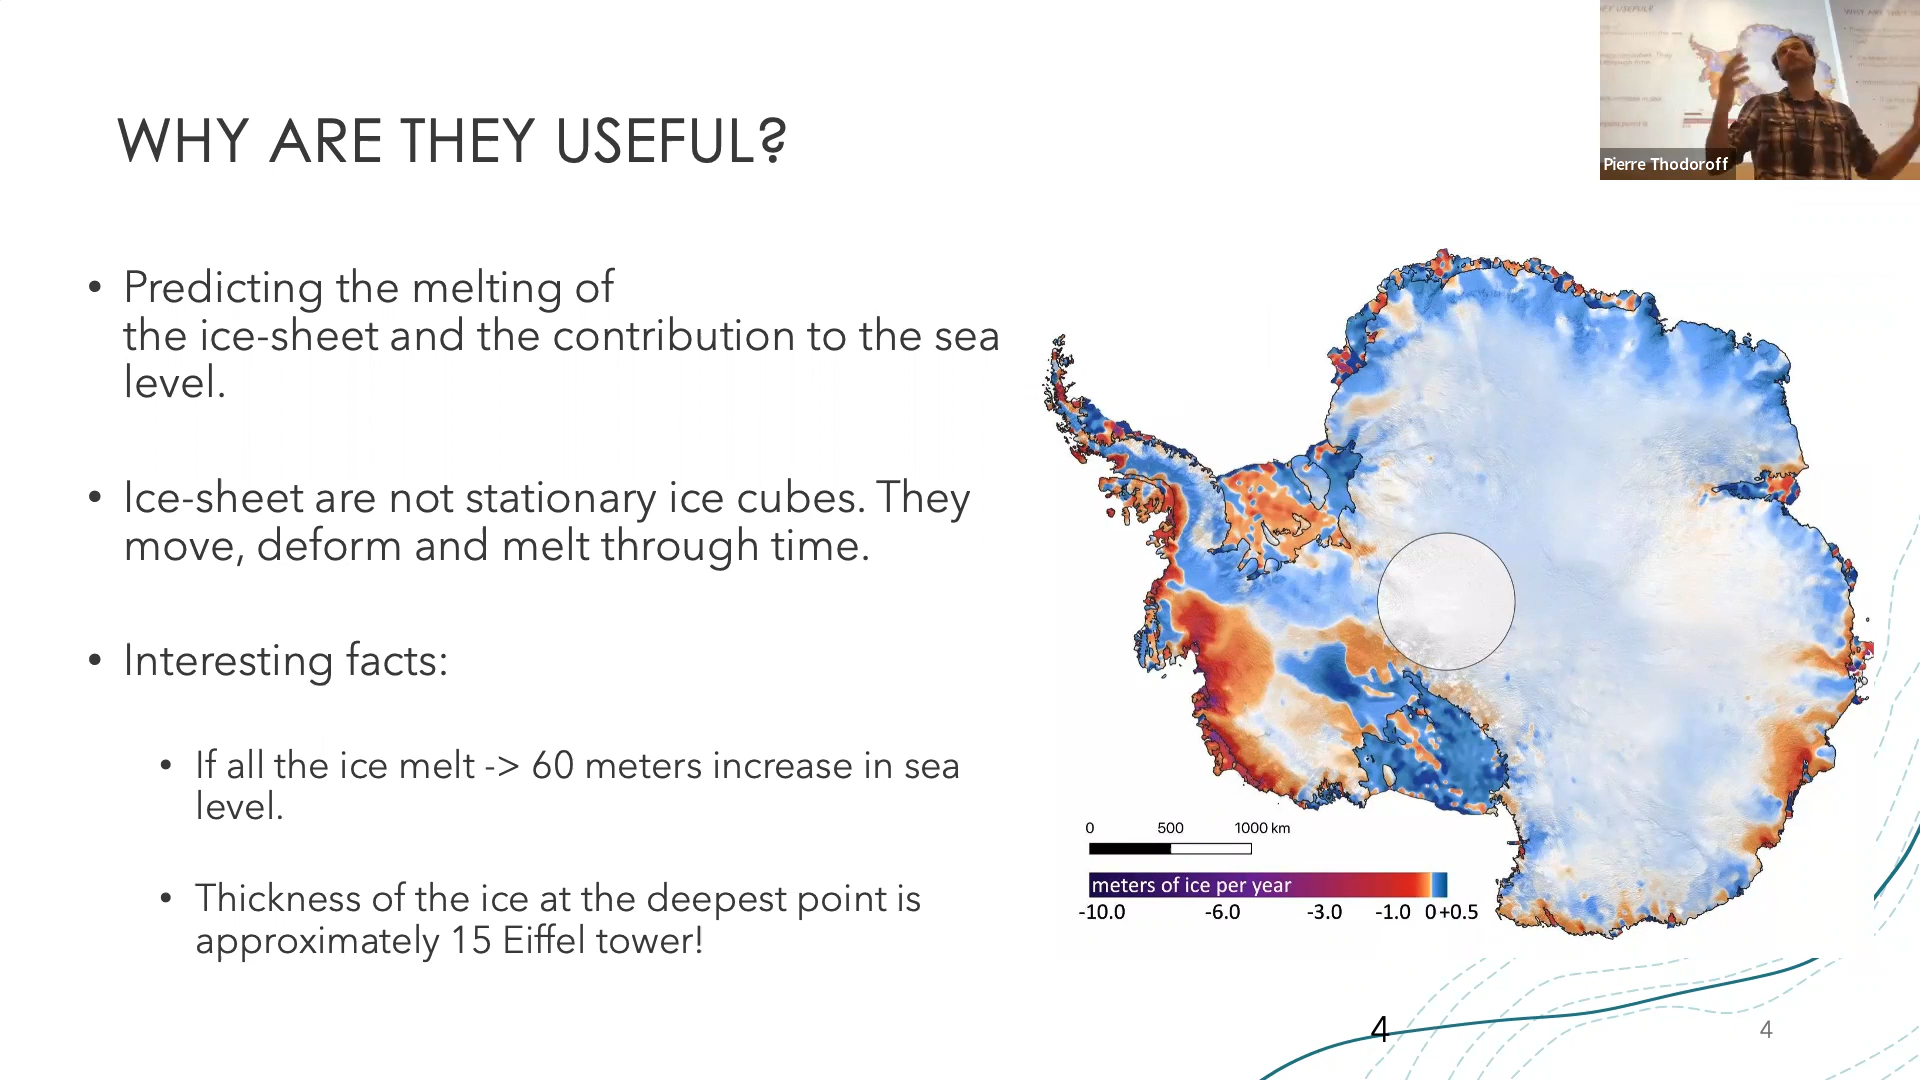 WHY ARE THEY USEFUL?
Pierre Thodoroff
• Predicting the melting of
the ice-sheet and the contribution to the sea
level.
• Ice-sheet are not stationary ice cubes. They
move, deform and melt through time.
• Interesting facts:
• If all the ice melt -> 60 meters increase in sea
level.
• Thickness of the ice at the deepest point is
approximately 15 Eiffel tower!
0 500 1000 km
meters of ice per year
-10.0 -6.0 -3.0 -1.0 0 +0.5
4
4